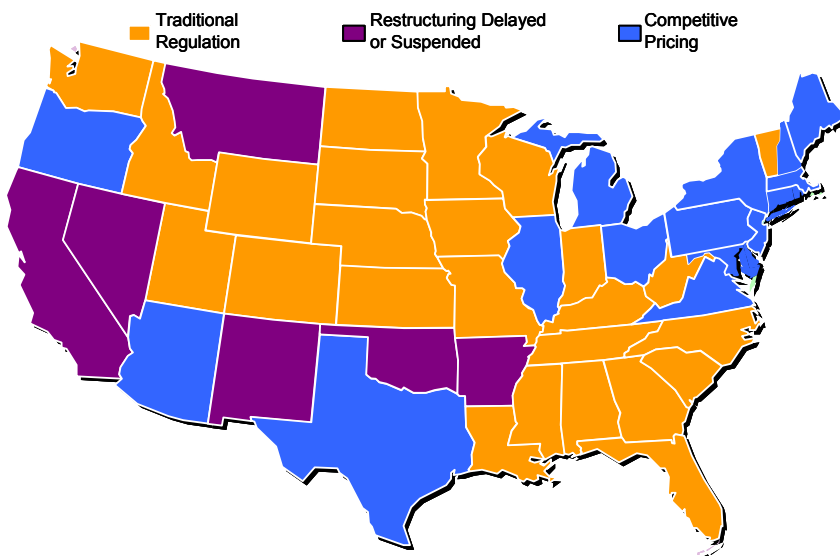 Traditional
Regulation
Restructuring Delayed
or Suspended
Competitive
Pricing